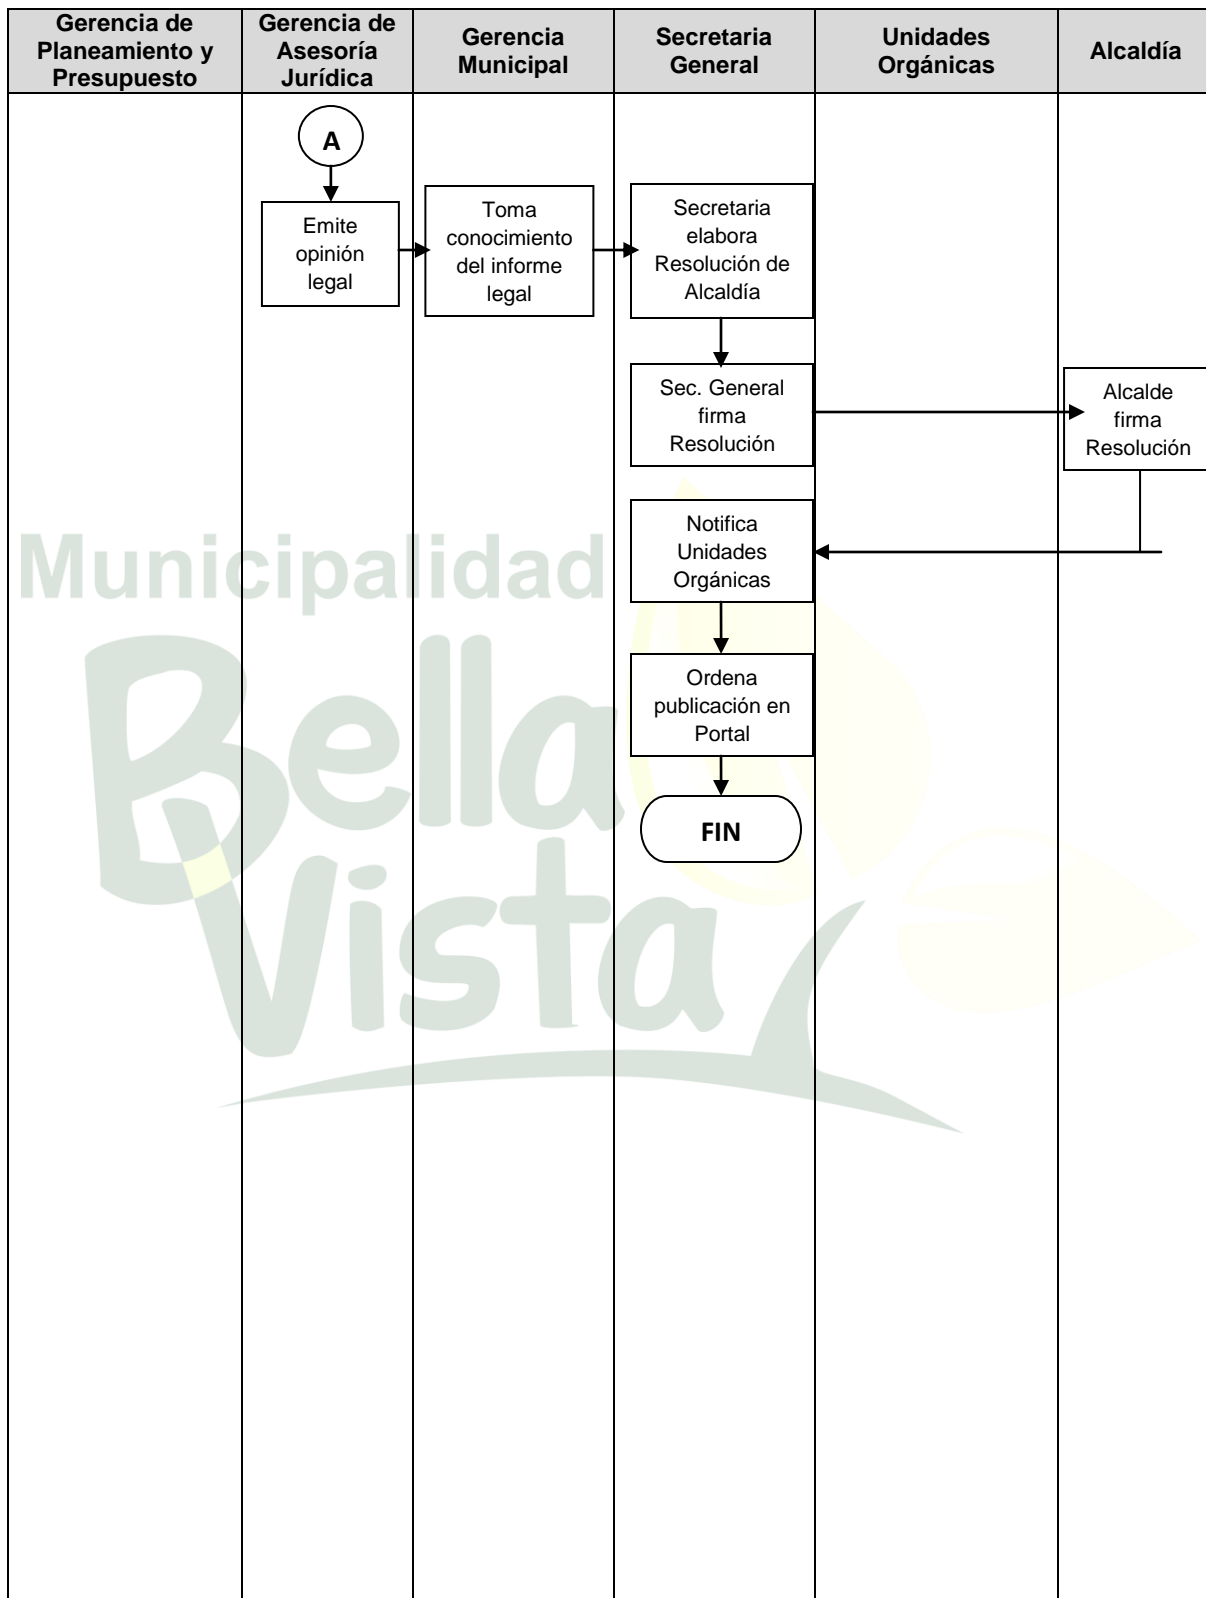 Gerencia de
Planeamiento y
Presupuesto
Gerencia de
Asesoría
Jurídica
Gerencia
Municipal
Secretaria
General
Unidades
Orgánicas
Alcaldía
A
Emite
opinión
legal
Toma
conocimiento
del informe
legal
Secretaria
elabora
Resolución de
Alcaldía
Sec. General
firma
Resolución
Alcalde
firma
Resolución
Notifica
Unidades
Orgánicas
Ordena
publicación en
Portal
FIN
Municipalidad
Bella
Vista